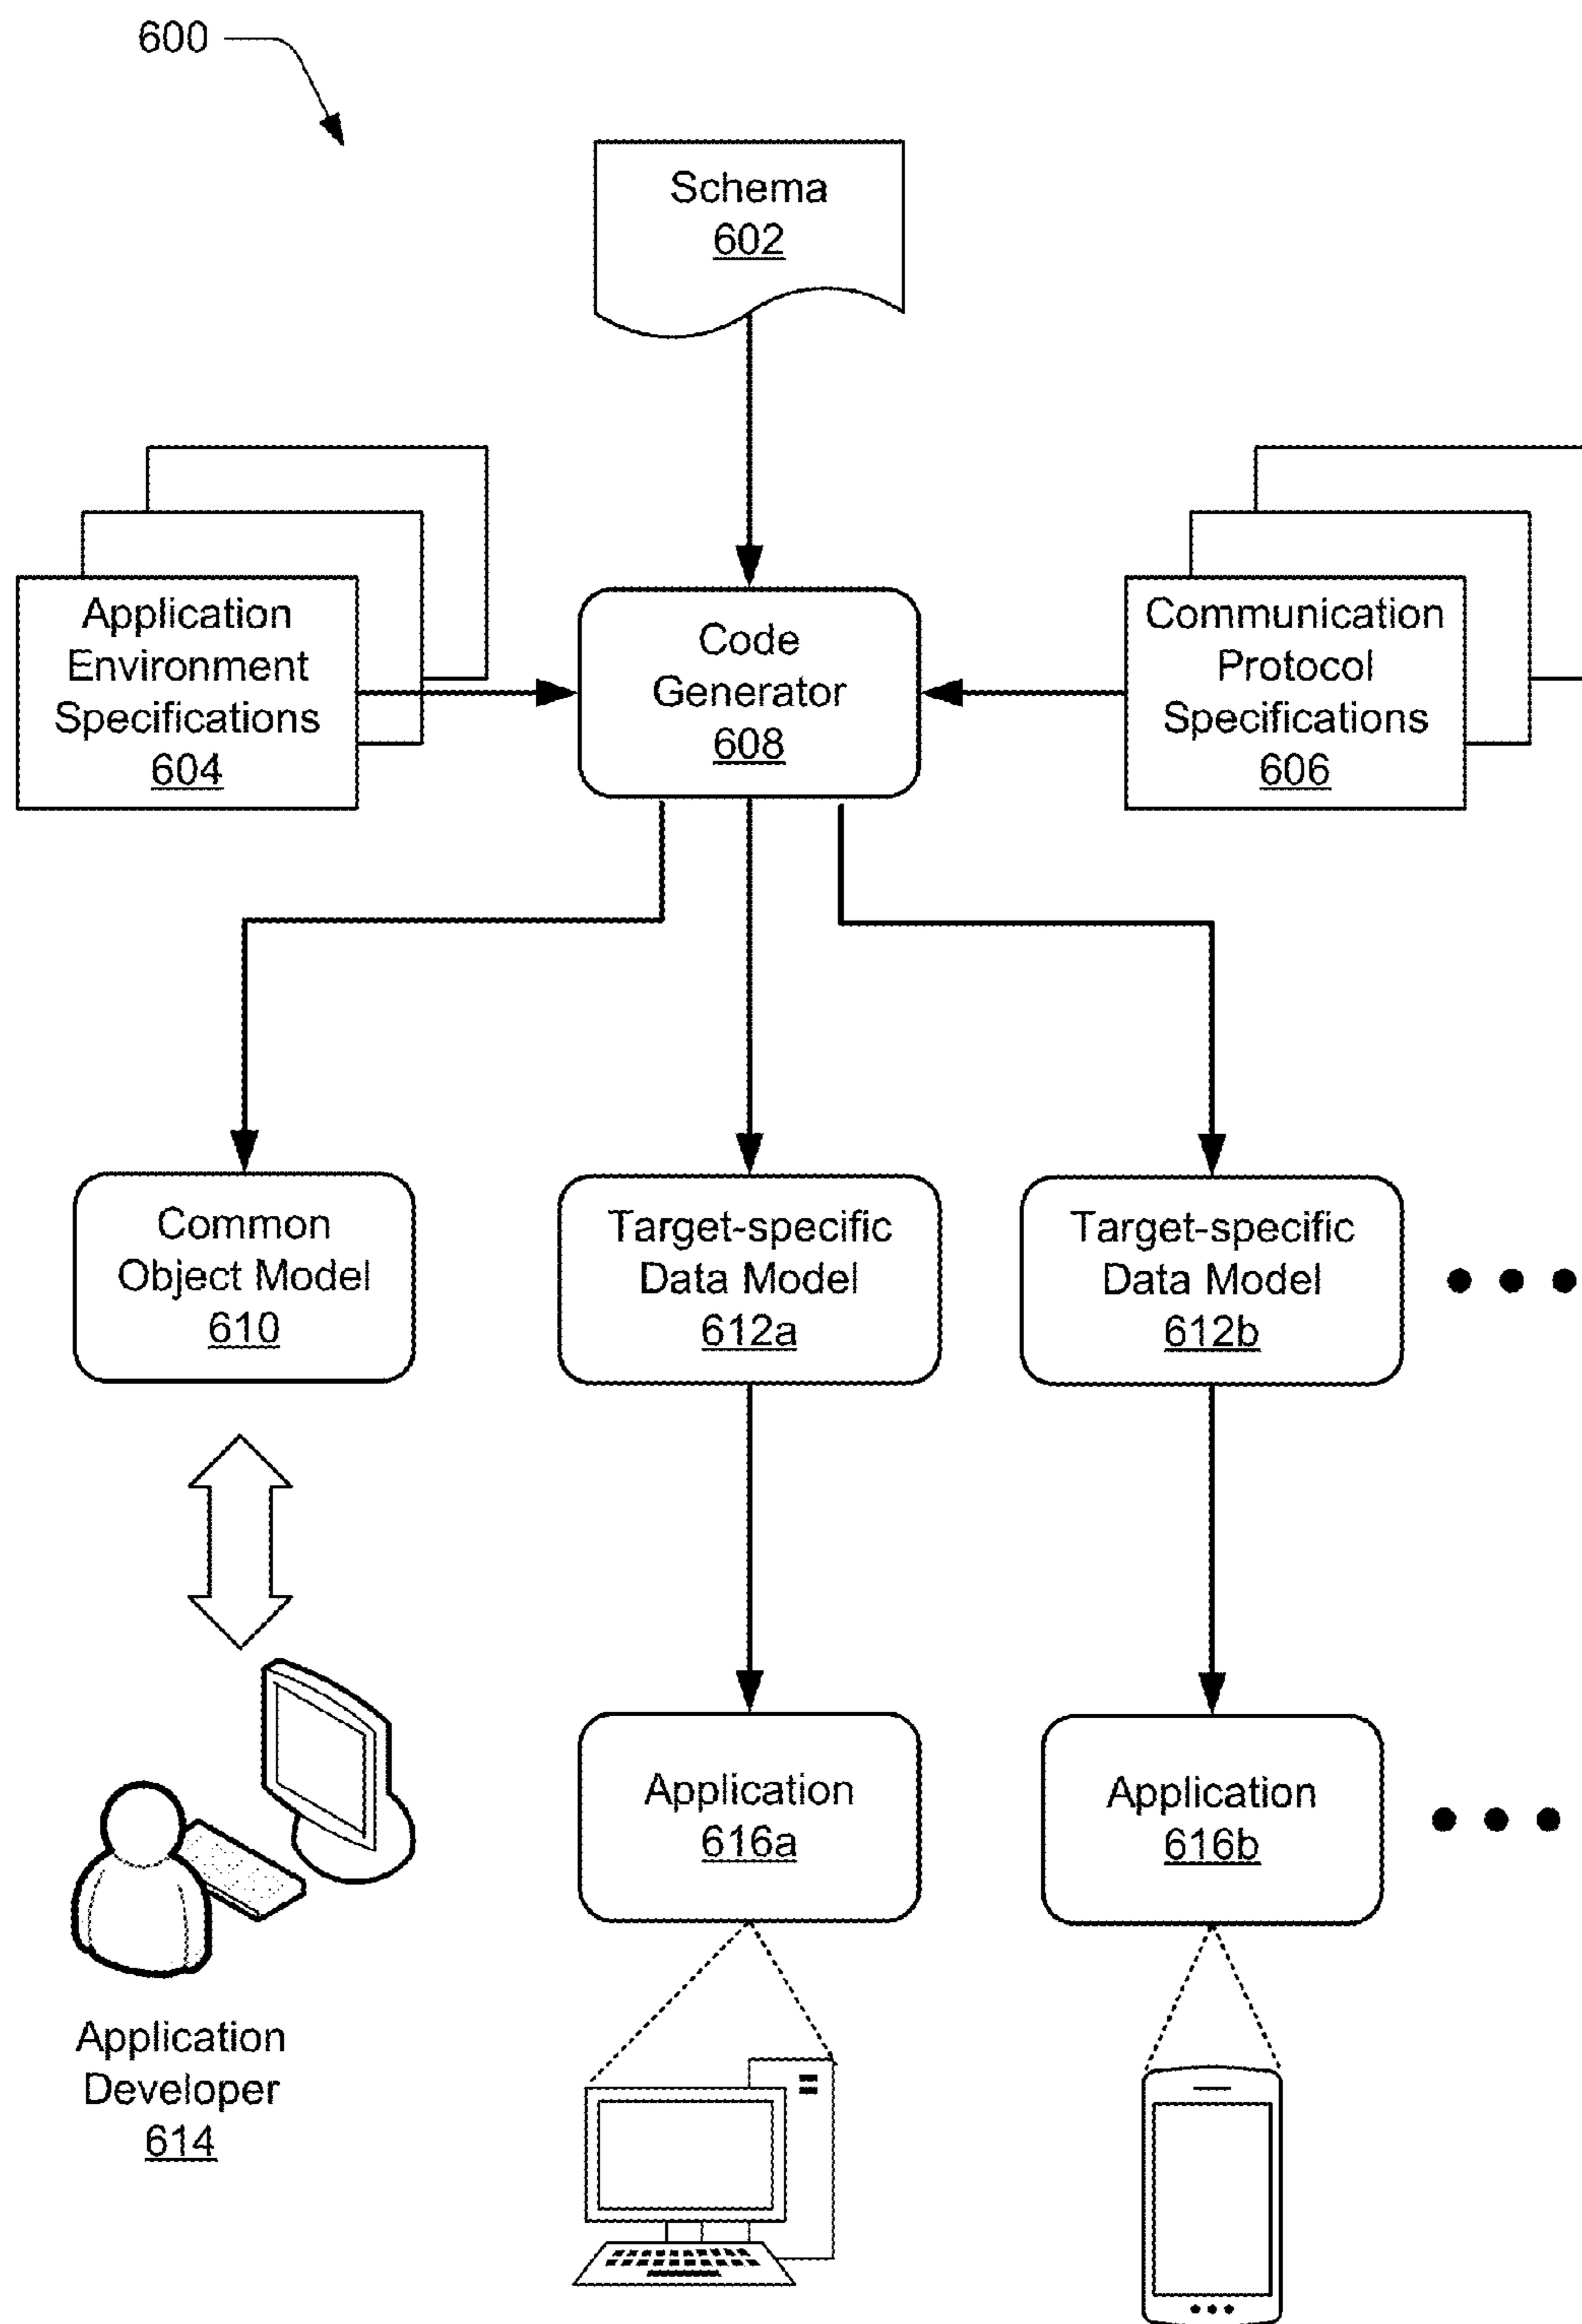 600
Schema
602
Application
Environment
Specifications
604
Code
Generator
608
Communication
Protocol
Specifications
606
Common
Object Model
610
Target-specific
Data Model
612a
Target-specific
Data Model
612b
Application
616a
Application
616b
Application
Developer
614